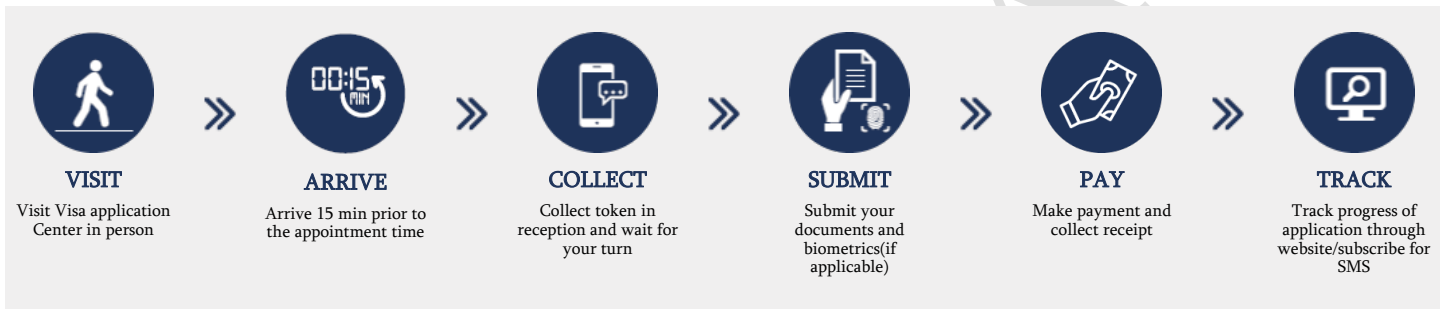 VISIT
Visit Visa application
Center in person
00:15
MIN
ARRIVE
Arrive 15 min prior to
the appointment time
COLLECT
Collect token in
reception and wait for
your turn
SUBMIT
Submit your
documents and
biometrics(if
applicable)
PAY
Make payment and
collect receipt
TRACK
Track progress of
application through
website/subscribe for
SMS